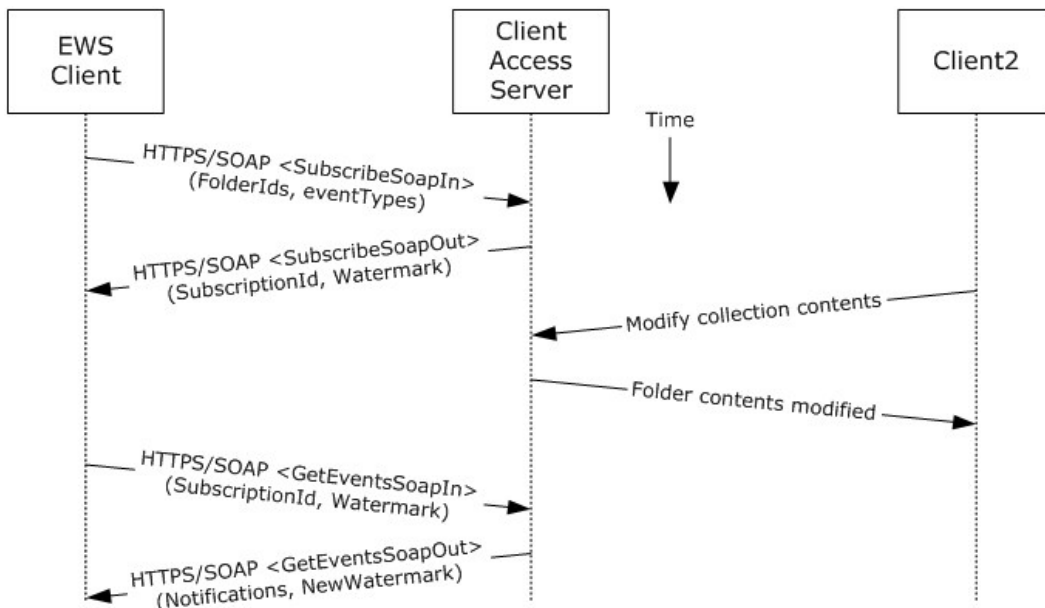 EWS
Client
Client
Access
Server
Client2
Time
HTTPS/SOAP <SubscribeSoapIn>
(FolderIds, eventTypes)
HTTPS/SOAP <SubscribeSoapOut>
(SubscriptionId, Watermark)
Modify collection contents
Folder contents modified
HTTPS/SOAP <GetEventsSoapIn>
(SubscriptionId, Watermark)
HTTPS/SOAP <GetEventsSoapOut>
(Notifications, NewWatermark)